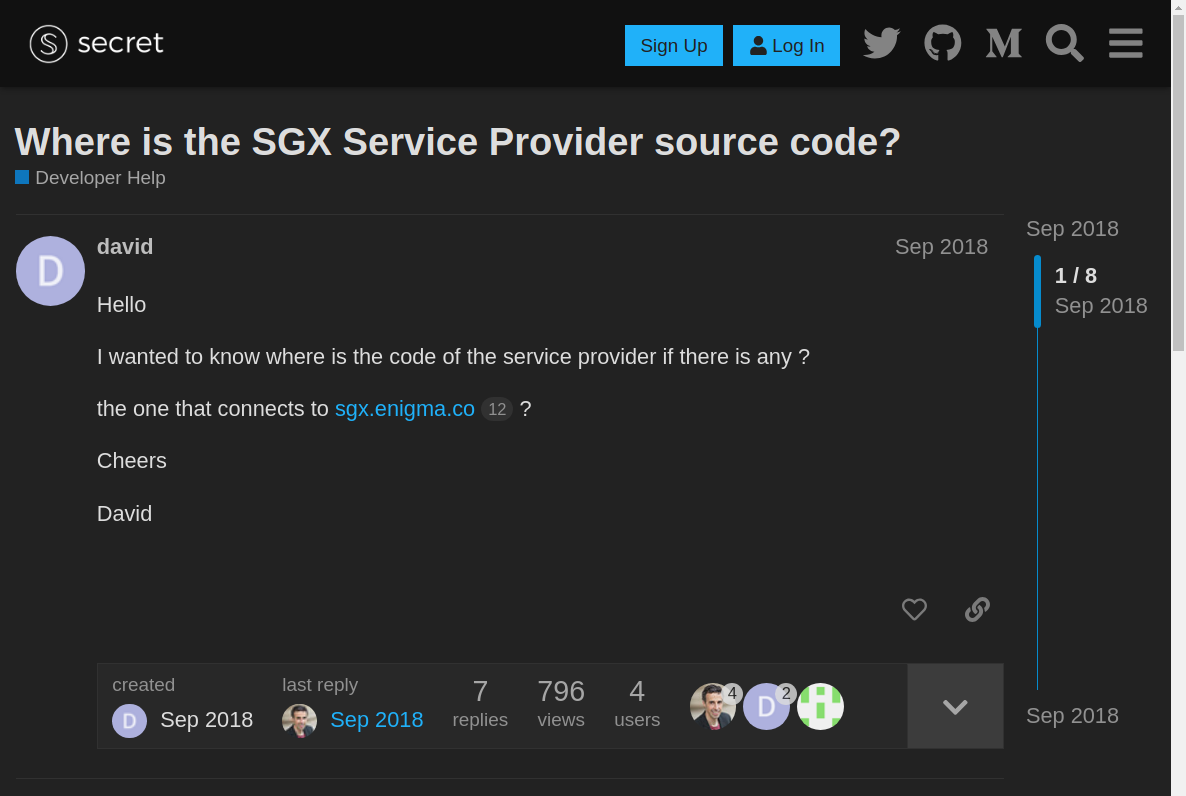 secret
Sign Up
Log In
Where is the SGX Service Provider source code?
Developer Help
david
Sep 2018
Hello
I wanted to know where is the code of the service provider if there is any ?
the one that connects to sgx.enigma.co 12 ?
Cheers
David
Sep 2018
1 / 8
Sep 2018
Sep 2018
created
D Sep 2018
last reply
Sep 2018
7
replies
796
views
4
users
4
D 2
D